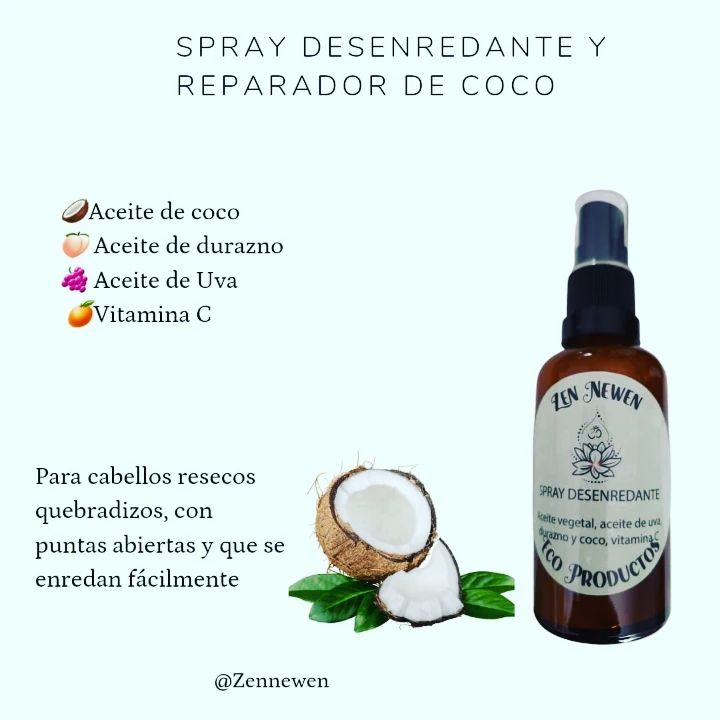 SPRAY DESENREDANTE Y
REPARADOR DE COCO
🥥Aceite de coco
🍑 Aceite de durazno
🍇 Aceite de Uva
🍊Vitamina C
Para cabellos resecos
quebradizos, con
puntas abiertas y que se
enredan fácilmente
ZEN NEWEN
SPRAY DESENREDANTE
Aceite vegetal, aceite de uva,
durazno y coco, vitamina C
Eco Productos
@Zennewen